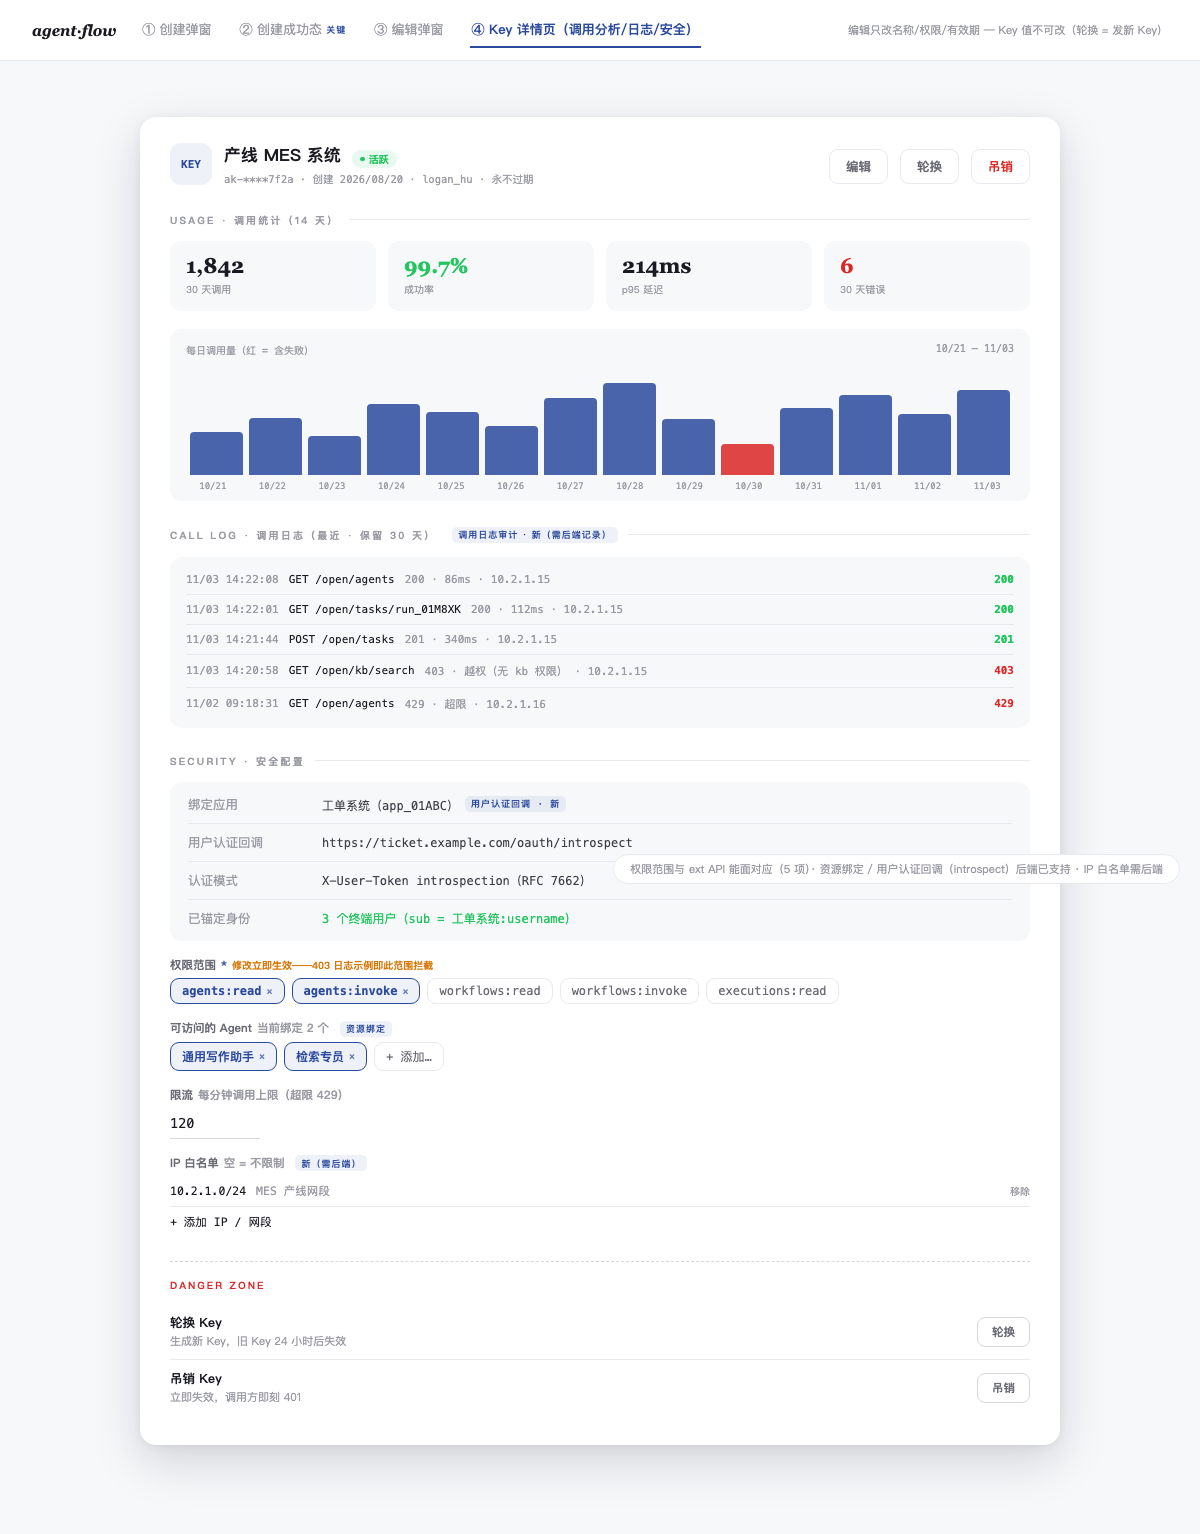 agent·flow
① 创建弹窗
② 创建成功态 关键
③ 编辑弹窗
④ Key 详情页（调用分析/日志/安全）
编辑只改名称/权限/有效期 — Key 值不可改（轮换 = 发新 Key）
KEY
产线 MES 系统
活跃
ak-****7f2a · 创建 2026/08/20 · logan_hu · 永不过期
编辑
轮换
吊销
USAGE · 调用统计（14 天）
1,842
30 天调用
99.7%
成功率
214ms
p95 延迟
6
30 天错误
每日调用量（红 = 含失败）
10/21 — 11/03
10/21
10/22
10/23
10/24
10/25
10/26
10/27
10/28
10/29
10/30
10/31
11/01
11/02
11/03
CALL LOG · 调用日志（最近 · 保留 30 天）
调用日志审计 · 新（需后端记录）
11/03 14:22:08 GET /open/agents 200 · 86ms · 10.2.1.15 200
11/03 14:22:01 GET /open/tasks/run_01M8XK 200 · 112ms · 10.2.1.15 200
11/03 14:21:44 POST /open/tasks 201 · 340ms · 10.2.1.15 201
11/03 14:20:58 GET /open/kb/search 403 · 越权（无 kb 权限） · 10.2.1.15 403
11/02 09:18:31 GET /open/agents 429 · 超限 · 10.2.1.16 429
SECURITY · 安全配置
绑定应用 工单系统（app_01ABC） 用户认证回调 · 新
用户认证回调 https://ticket.example.com/oauth/introspect
权限范围与 ext API 能面对应（5 项）· 资源绑定 / 用户认证回调（introspect）后端已支持 · IP 白名单需后端
认证模式 X-User-Token introspection (RFC 7662)
已锚定身份 3 个终端用户（sub = 工单系统:username）
权限范围 * 修改立即生效——403 日志示例即此范围拦截
agents:read ×
agents:invoke ×
workflows:read
workflows:invoke
executions:read
可访问的 Agent 当前绑定 2 个 资源绑定
通用写作助手 ×
检索专员 ×
+ 添加…
限流 每分钟调用上限（超限 429）
120
IP 白名单 空 = 不限制 新（需后端）
10.2.1.0/24 MES 产线网段 移除
+ 添加 IP / 网段
DANGER ZONE
轮换 Key
生成新 Key，旧 Key 24 小时后失效
轮换
吊销 Key
立即失效，调用方即刻 401
吊销